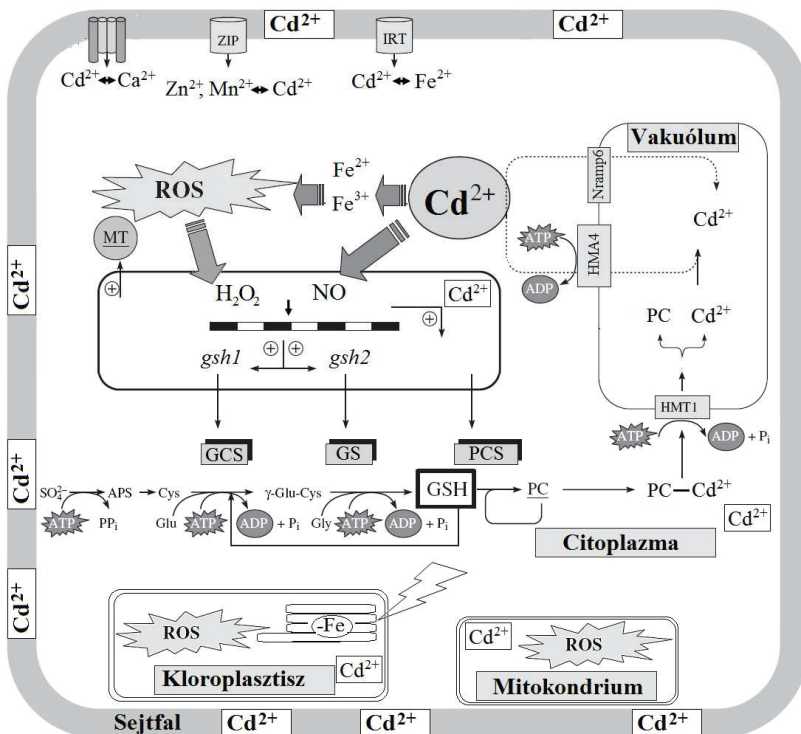 Cd²⁺
Cd²⁺
ZIP
IRT
Cd²⁺ ↔ Ca²⁺
Zn²⁺, Mn²⁺ ↔ Cd²⁺
Cd²⁺ ↔ Fe²⁺
Vakuólum
ROS
Fe²⁺
Fe³⁺
Cd²⁺
Nramp6
Cd²⁺
MT
ATP
HMA4
ADP
Cd²⁺
⊕
H₂O₂
NO
Cd²⁺
⊕
PC
Cd²⁺
⊕ ⊕
gsh1
gsh2
HMT1
ATP
ADP + Pᵢ
GCS
GS
PCS
Cd²⁺
SO₄²⁻
APS
Cys
γ-Glu-Cys
GSH
PC
PC–Cd²⁺
ATP
PPᵢ
Glu
ATP
ADP + Pᵢ
Gly
ATP
ADP + Pᵢ
Cd²⁺
Citoplazma
Cd²⁺
ROS
-Fe
Cd²⁺
Kloroplasztisz
Cd²⁺
ROS
Mitokondrium
Sejtfal
Cd²⁺
Cd²⁺
Cd²⁺